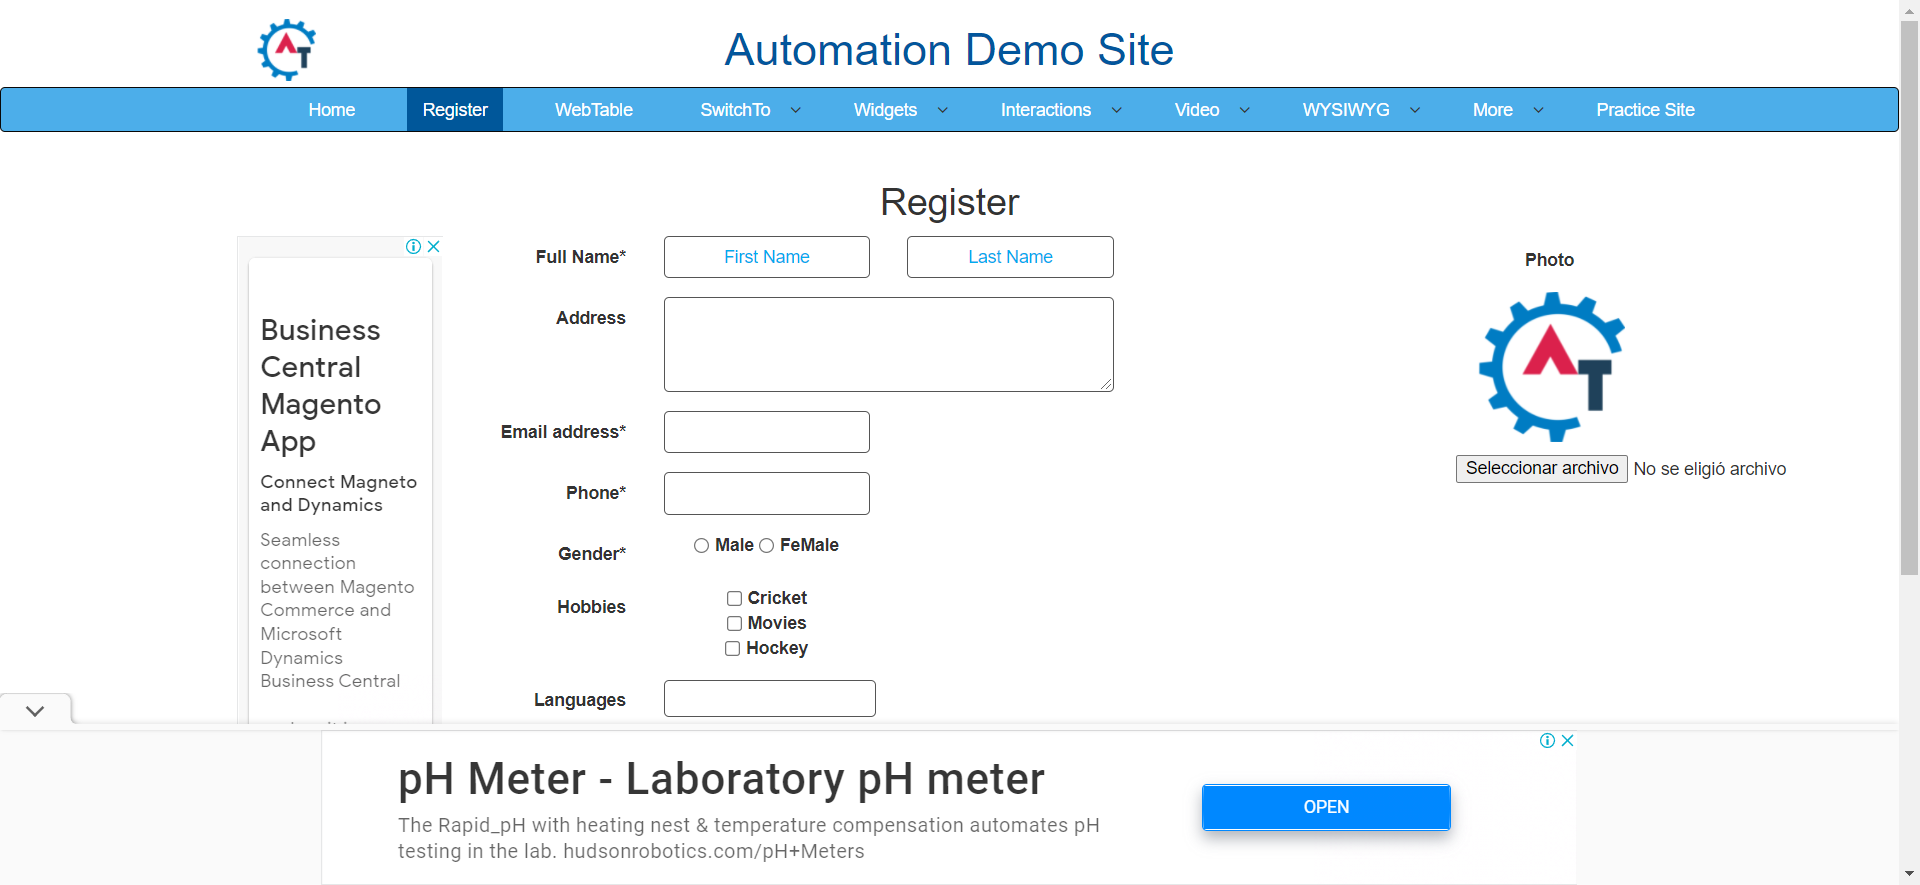 AT
Automation Demo Site
Home Register WebTable SwitchTo Widgets Interactions Video WYSIWYG More Practice Site
Register
Full Name* First Name Last Name
Address
Email address*
Phone*
Gender* Male FeMale
Hobbies Cricket
Movies
Hockey
Languages
Photo
AT
Seleccionar archivo No se eligió archivo
Business
Central
Magento
App
Connect Magneto
and Dynamics
Seamless
connection
between Magento
Commerce and
Microsoft
Dynamics
Business Central
pH Meter - Laboratory pH meter
The Rapid_pH with heating nest & temperature compensation automates pH
testing in the lab. hudsonrobotics.com/pH+Meters
OPEN